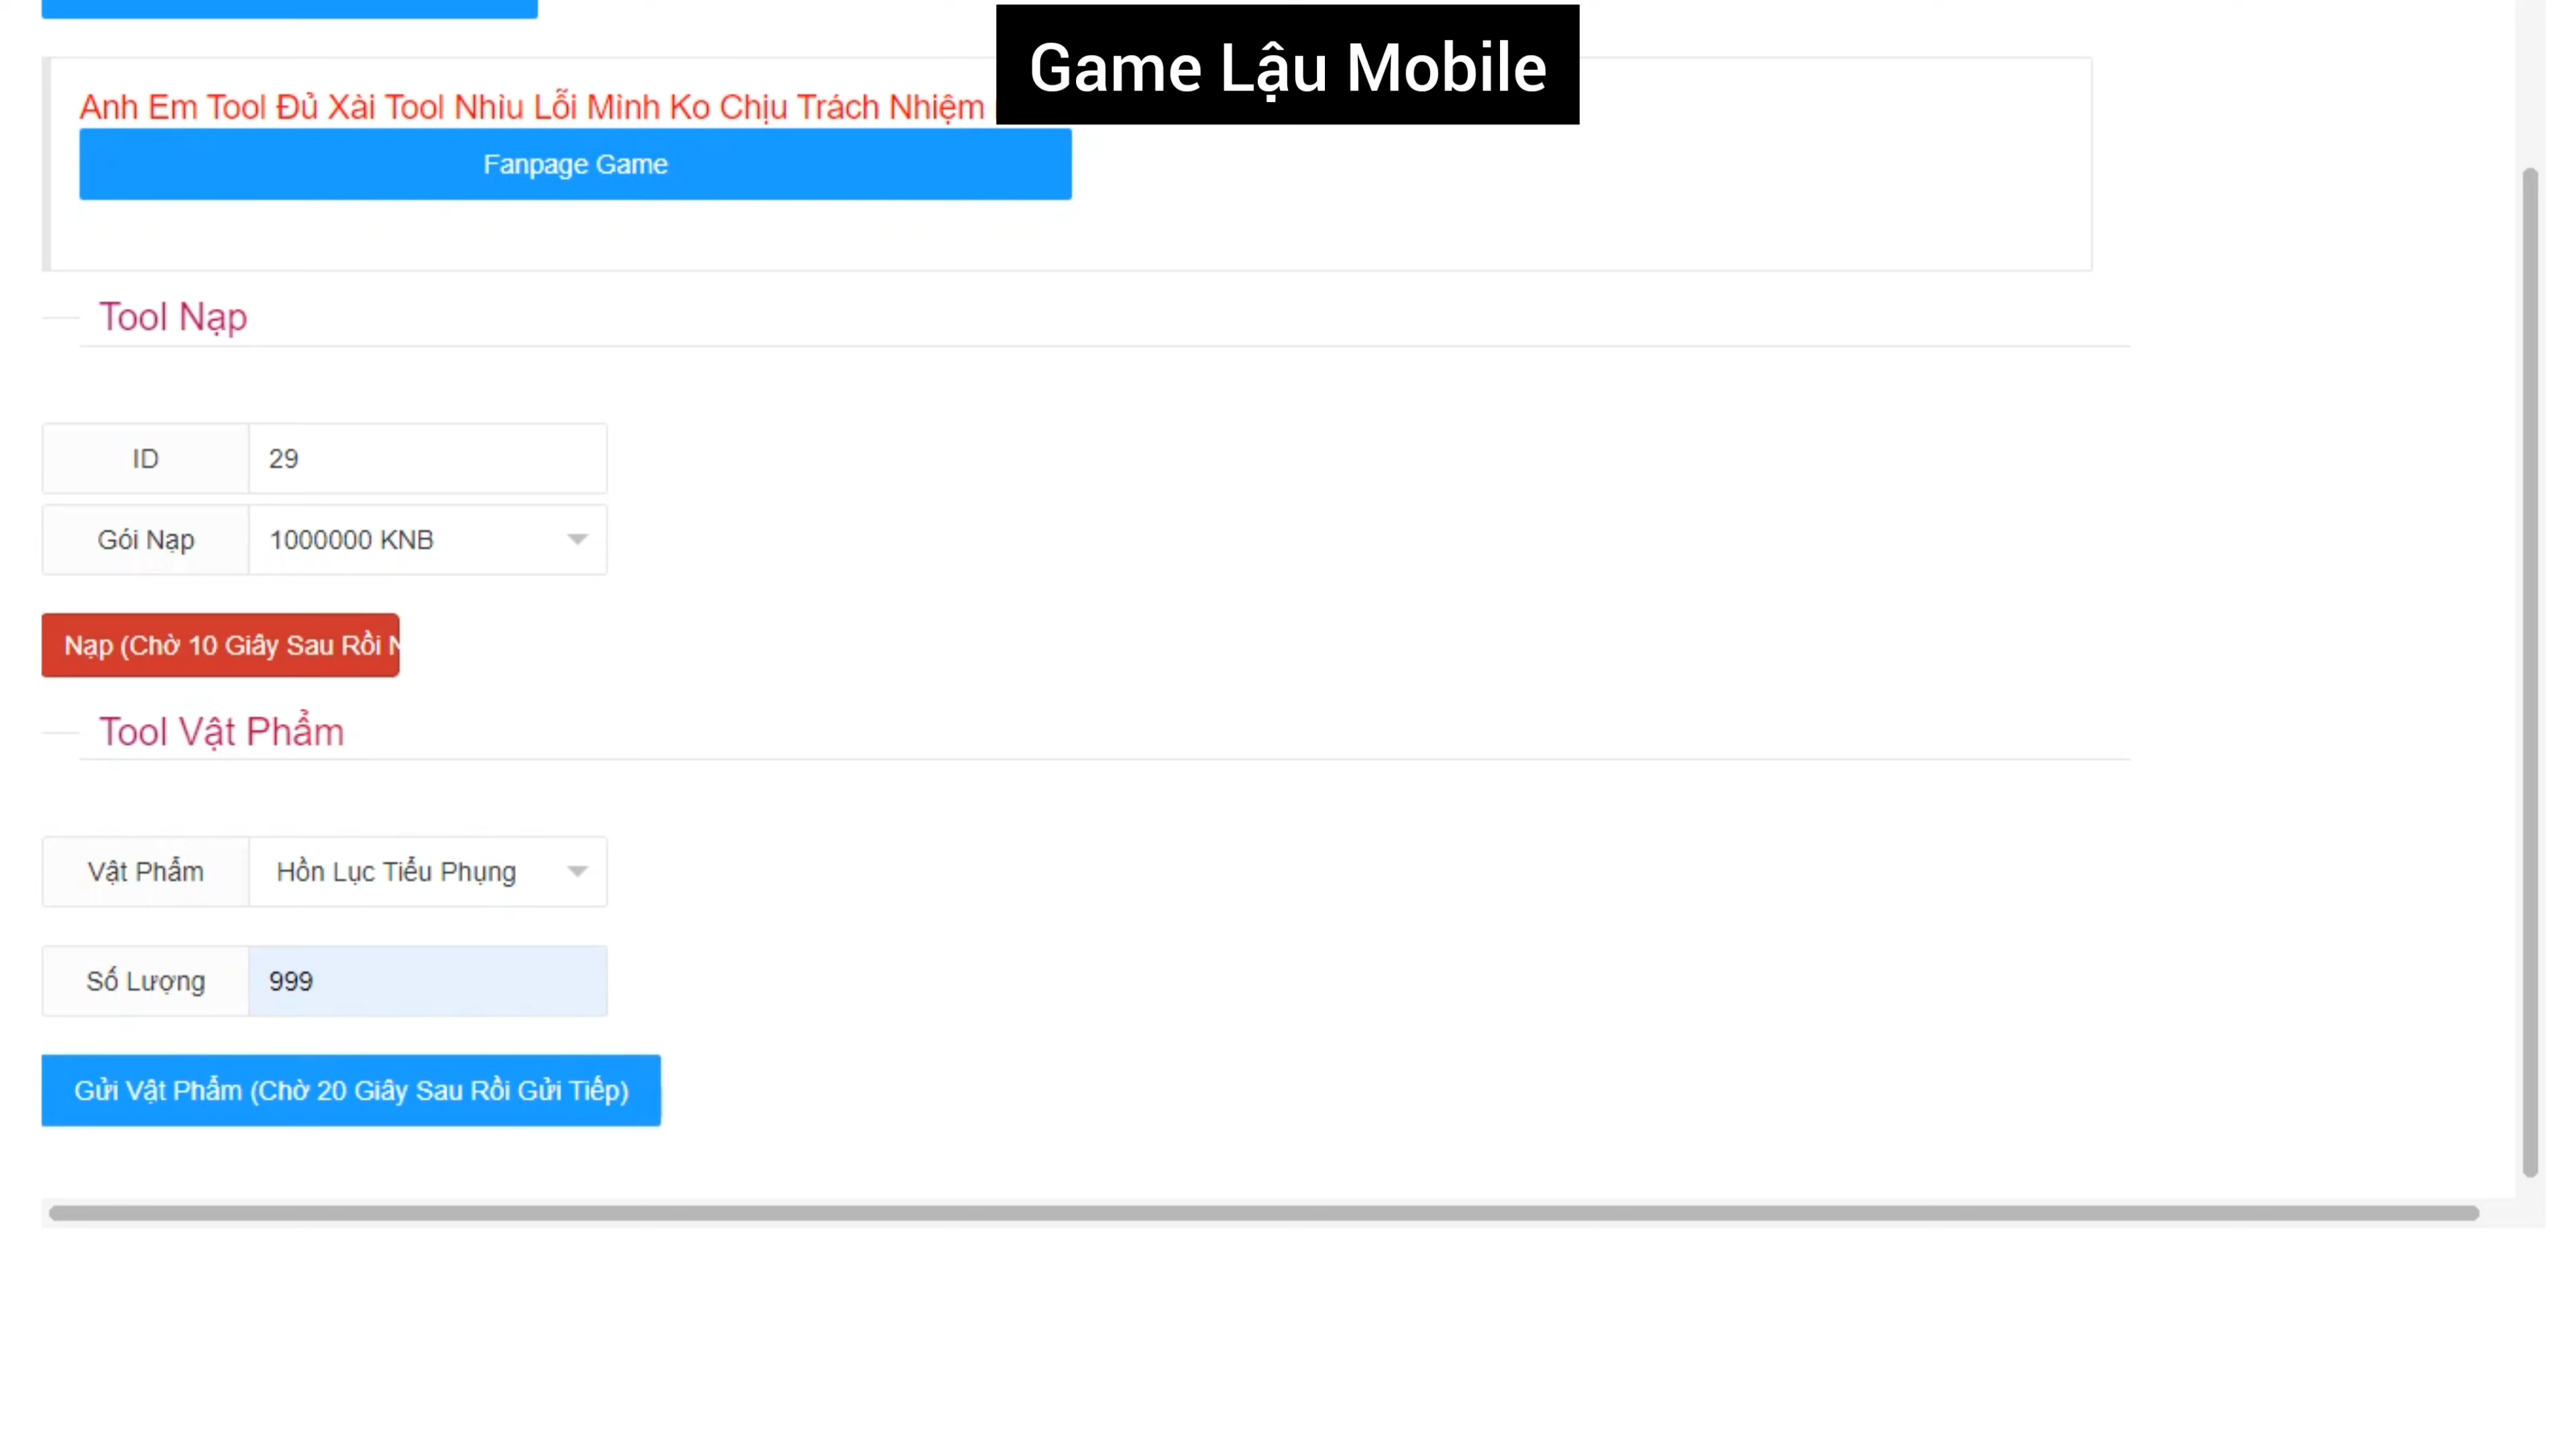 Game Lậu Mobile
Anh Em Tool Đủ Xài Tool Nhìu Lỗi Mình Ko Chịu Trách Nhiệm
Fanpage Game
Tool Nạp
ID 29
Gói Nạp 1000000 KNB
Nạp (Chờ 10 Giây Sau Rồi
Tool Vật Phẩm
Vật Phẩm Hồn Lục Tiểu Phụng
Số Lượng 999
Gửi Vật Phẩm (Chờ 20 Giây Sau Rồi Gửi Tiếp)